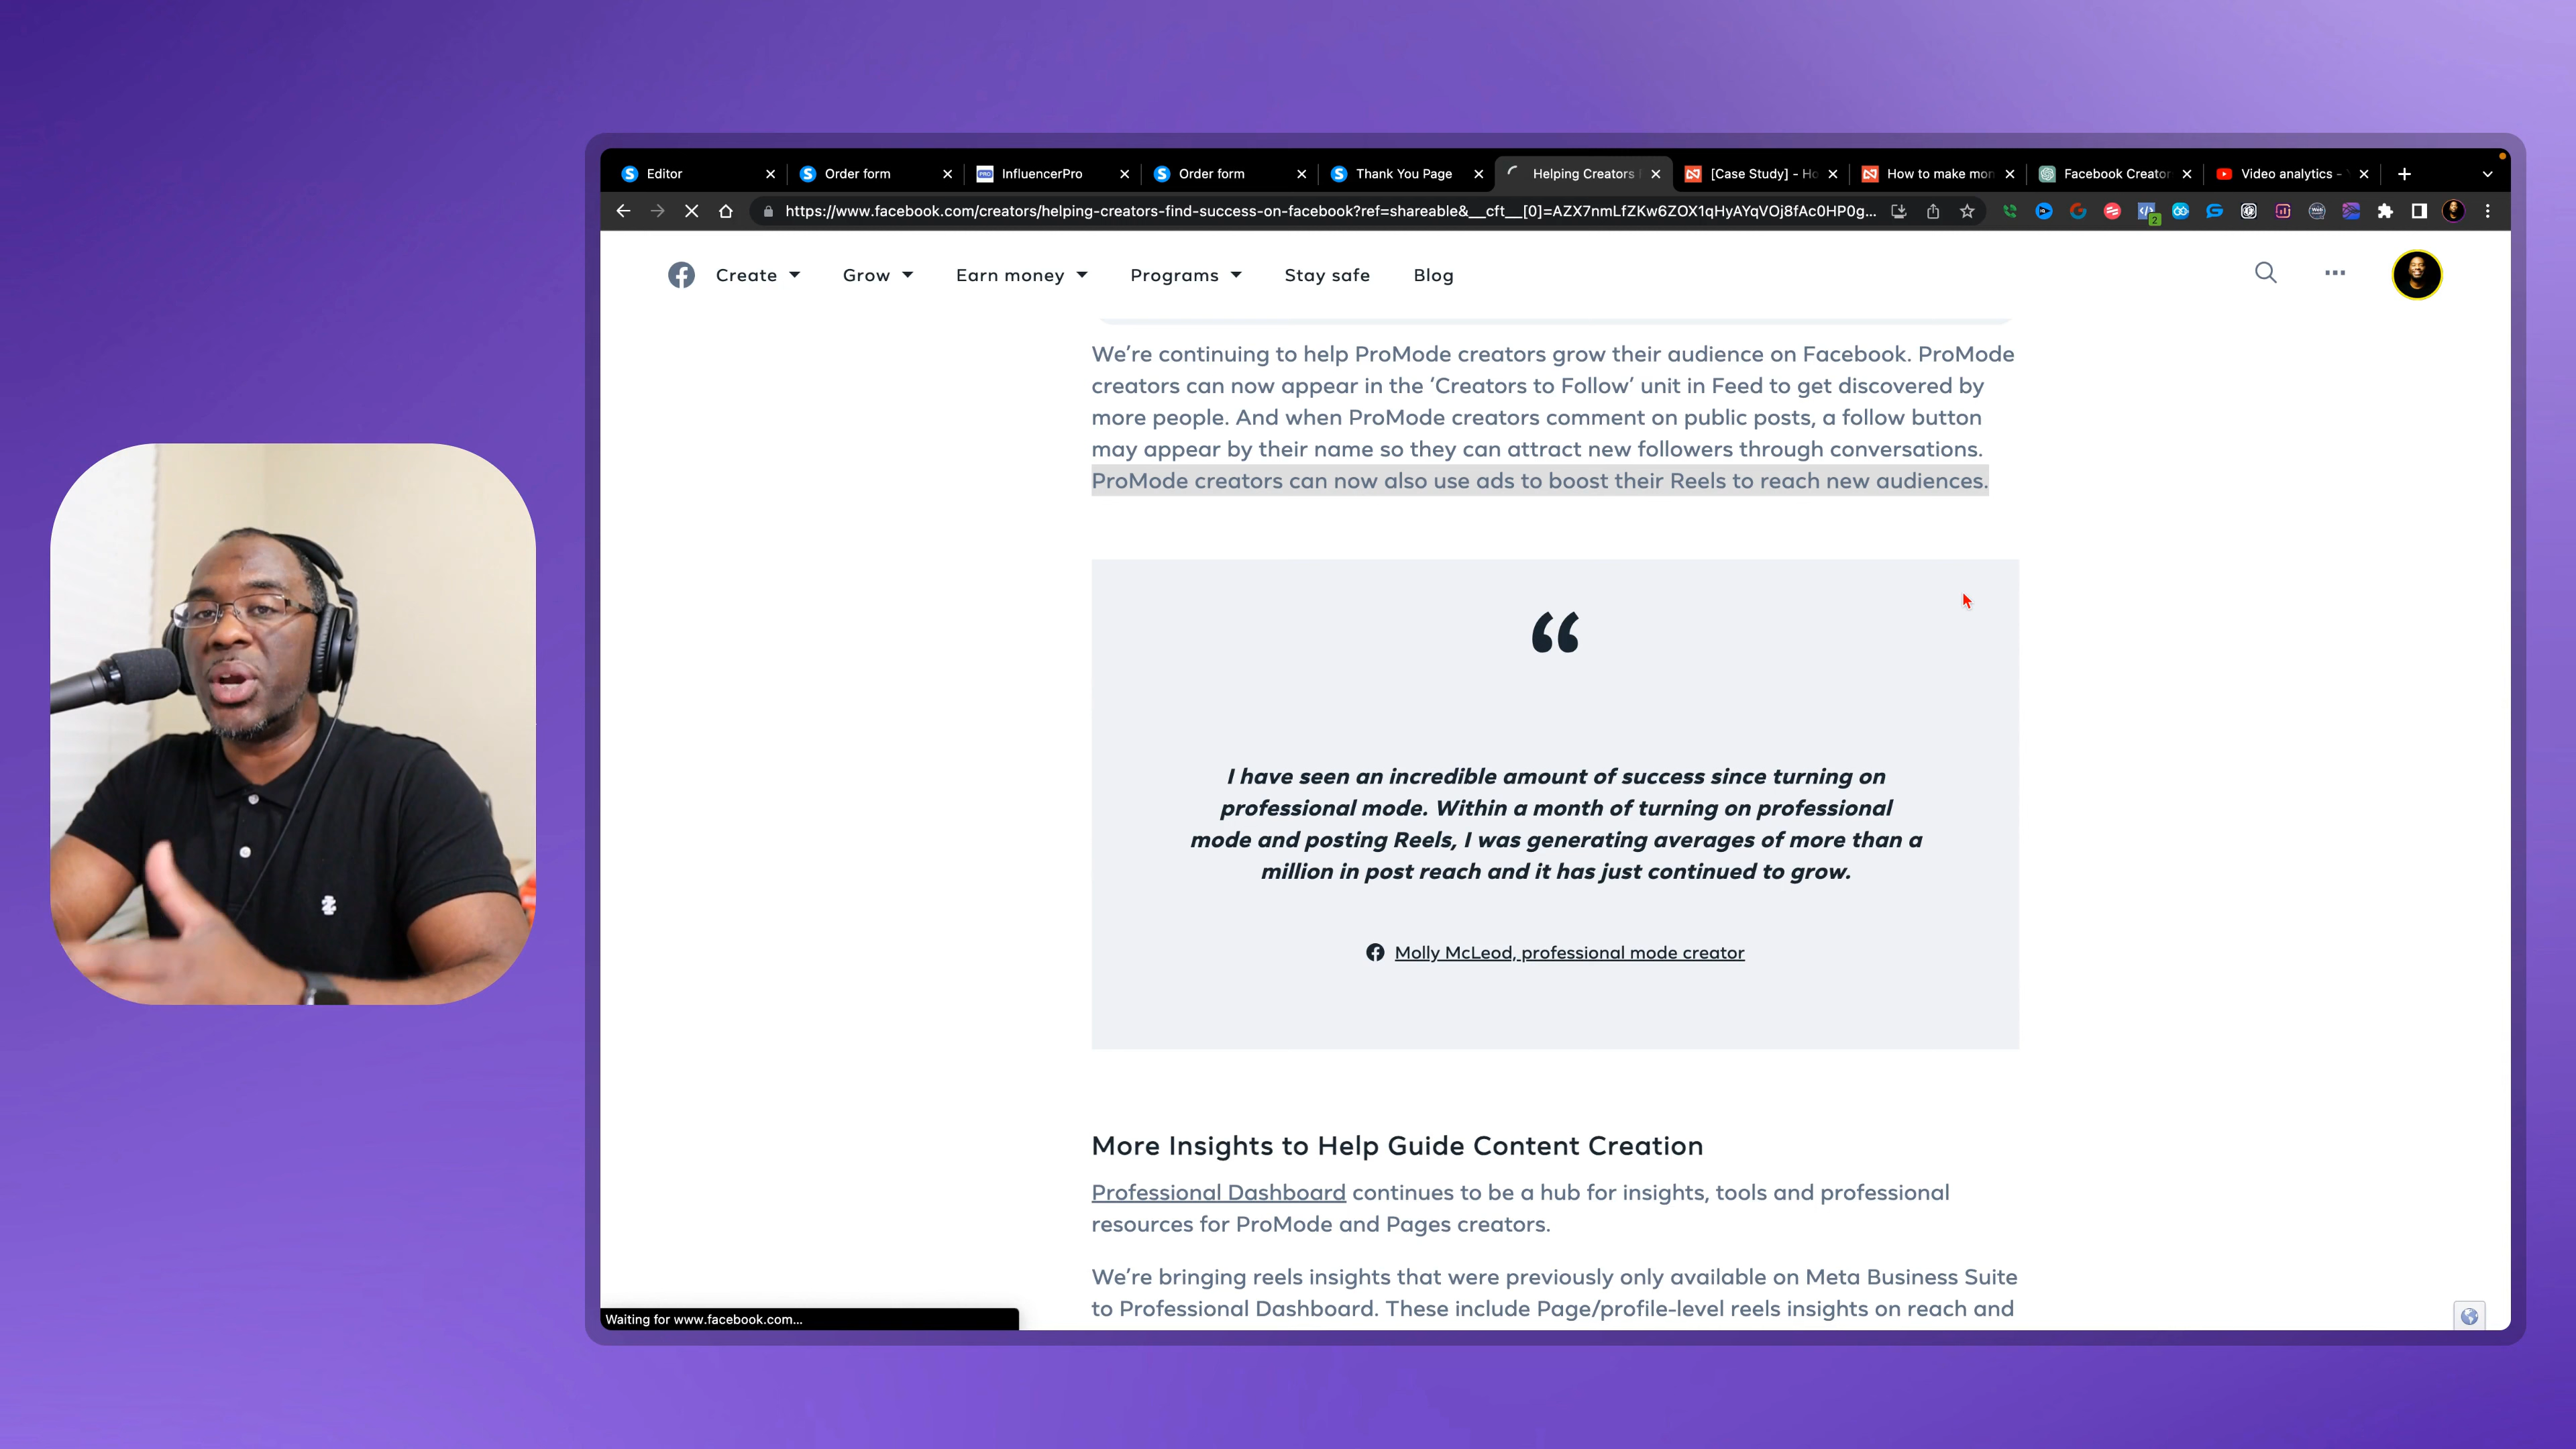 Editor
Order form
InfluencerPro
Order form
Thank You Page
Helping Creators
[Case Study] - Ho
How to make mon
Facebook Creator
Video analytics -
https://www.facebook.com/creators/helping-creators-find-success-on-facebook?ref=shareable&__cft__[0]=AZX7nmLfZKw6ZOX1qHyAYqVOj8fAc0HP0g...
2
Create
Grow
Earn money
Programs
Stay safe
Blog
We’re continuing to help ProMode creators grow their audience on Facebook. ProMode
creators can now appear in the ‘Creators to Follow’ unit in Feed to get discovered by
more people. And when ProMode creators comment on public posts, a follow button
may appear by their name so they can attract new followers through conversations.
ProMode creators can now also use ads to boost their Reels to reach new audiences.
“
I have seen an incredible amount of success since turning on
professional mode. Within a month of turning on professional
mode and posting Reels, I was generating averages of more than a
million in post reach and it has just continued to grow.
Molly McLeod, professional mode creator
More Insights to Help Guide Content Creation
Professional Dashboard continues to be a hub for insights, tools and professional
resources for ProMode and Pages creators.
We’re bringing reels insights that were previously only available on Meta Business Suite
to Professional Dashboard. These include Page/profile-level reels insights on reach and
Waiting for www.facebook.com...